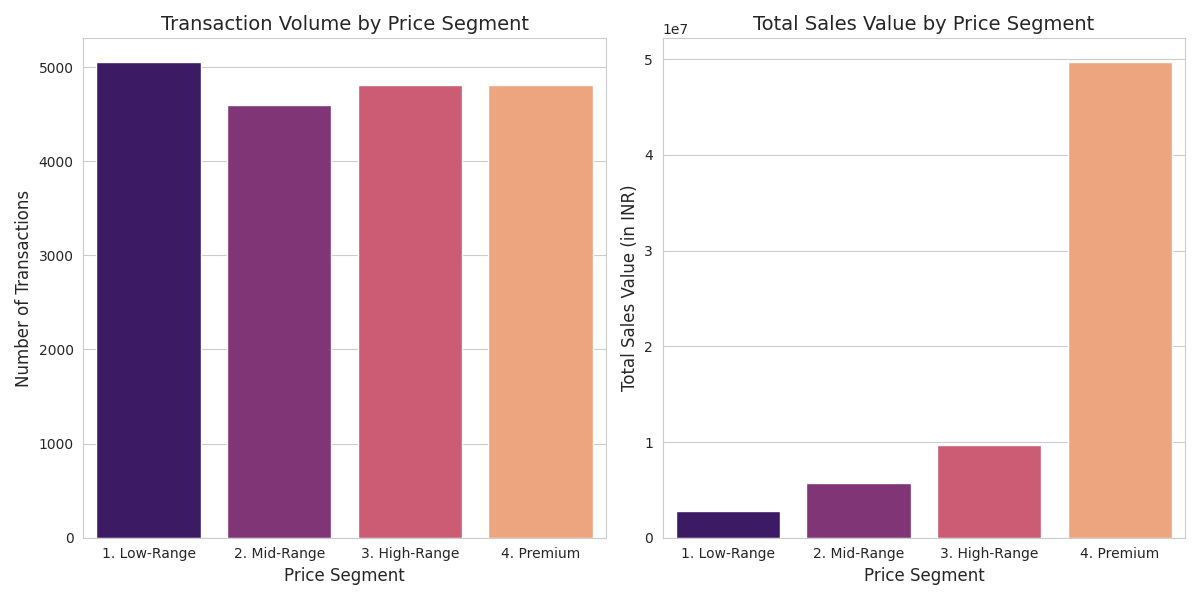 Transaction Volume by Price Segment
Number of Transactions
5000
4000
3000
2000
1000
0
1. Low-Range 2. Mid-Range 3. High-Range 4. Premium
Price Segment
Total Sales Value by Price Segment
1e7
Total Sales Value (in INR)
5
4
3
2
1
0
1. Low-Range 2. Mid-Range 3. High-Range 4. Premium
Price Segment